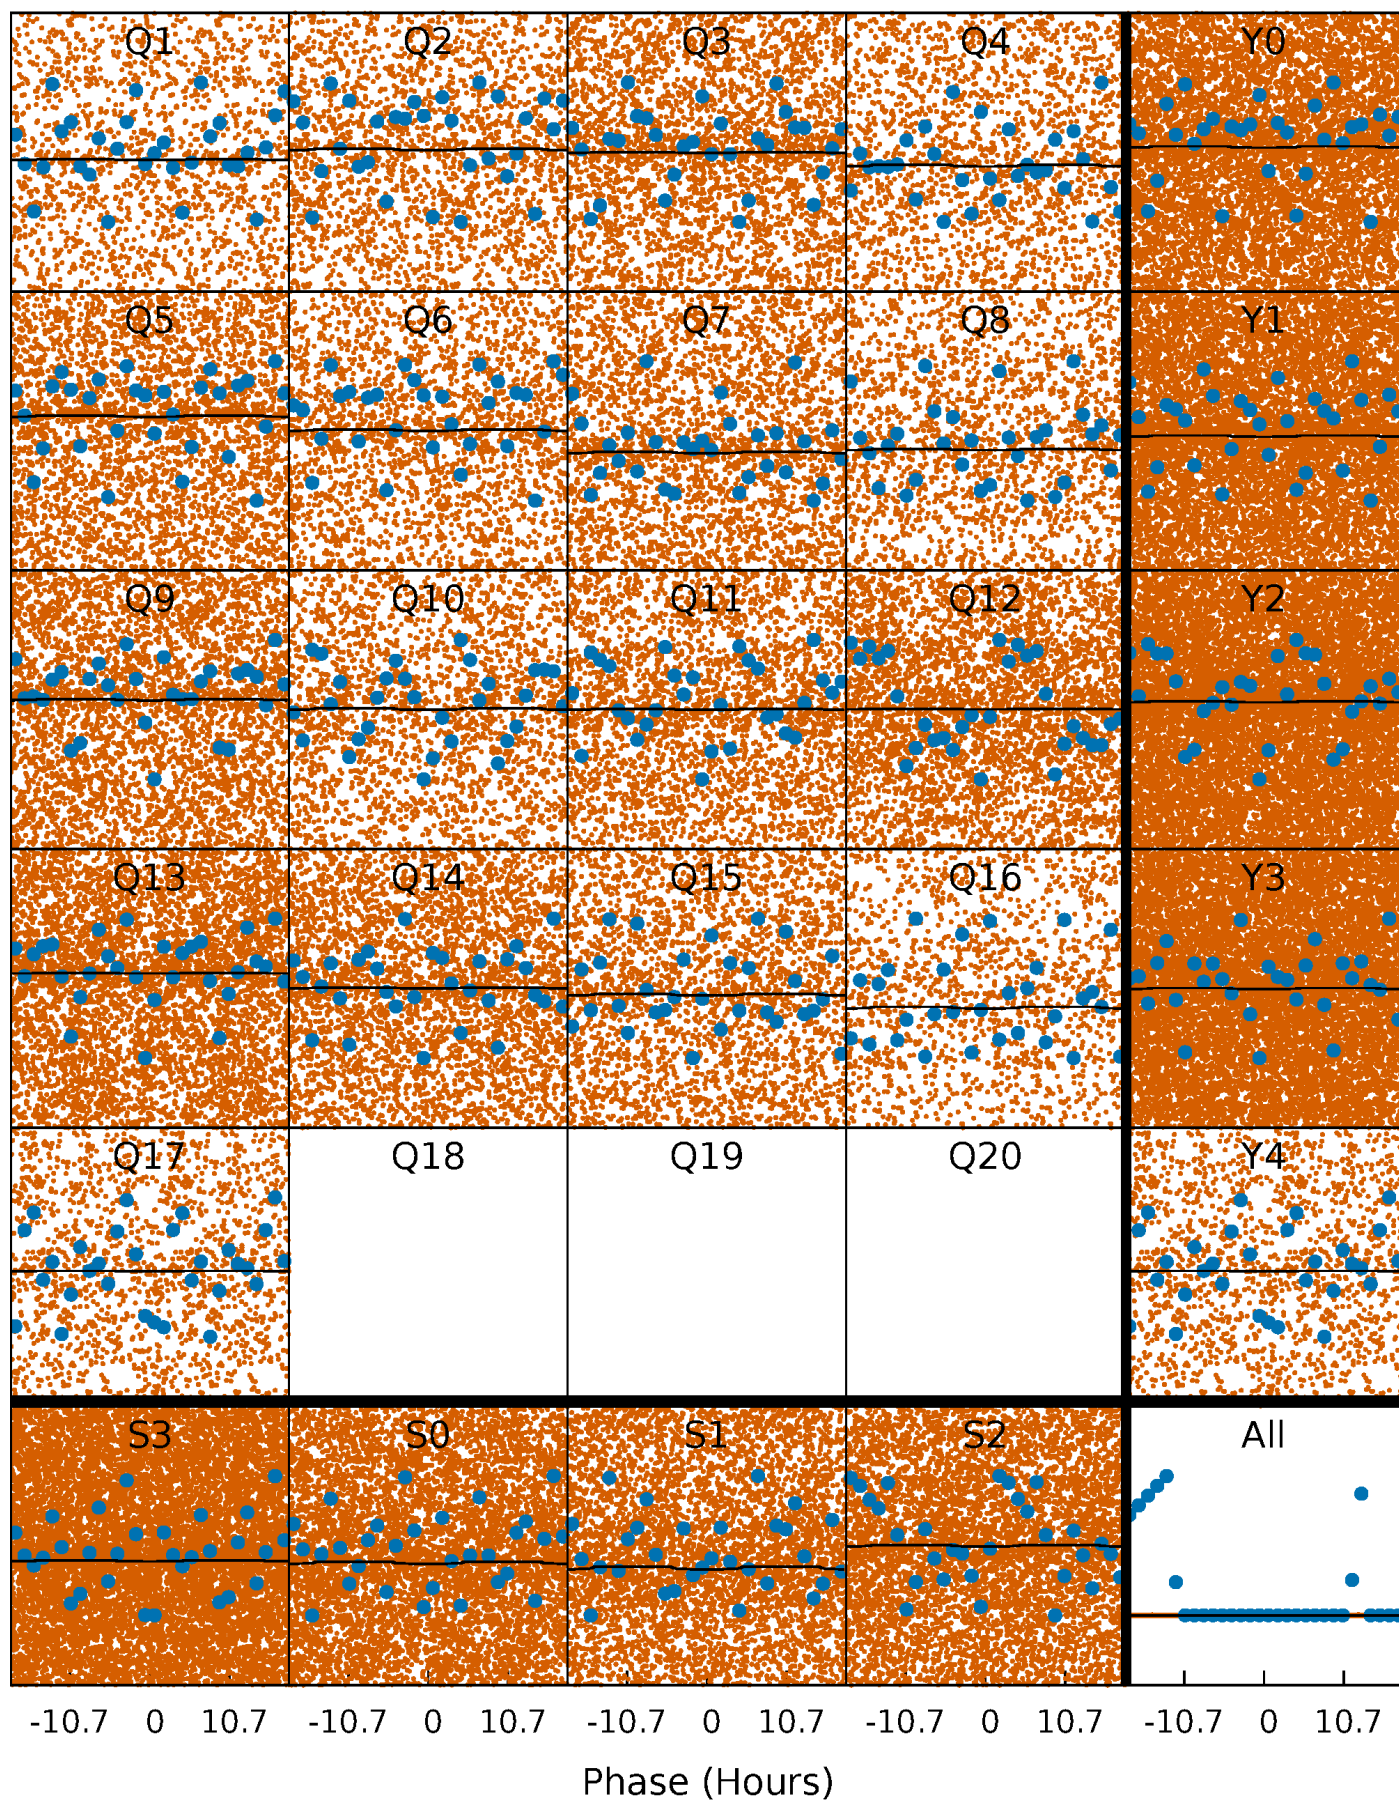 Q1 Q2 Q3 Q4 Y0
Q5 Q6 Q7 Q8 Y1
Q9 Q10 Q11 Q12 Y2
Q13 Q14 Q15 Q16 Y3
Q17 Q18 Q19 Q20 Y4
S3 S0 S1 S2 All
-10.7 0 10.7 -10.7 0 10.7 -10.7 0 10.7 -10.7 0 10.7 -10.7 0 10.7
Phase (Hours)